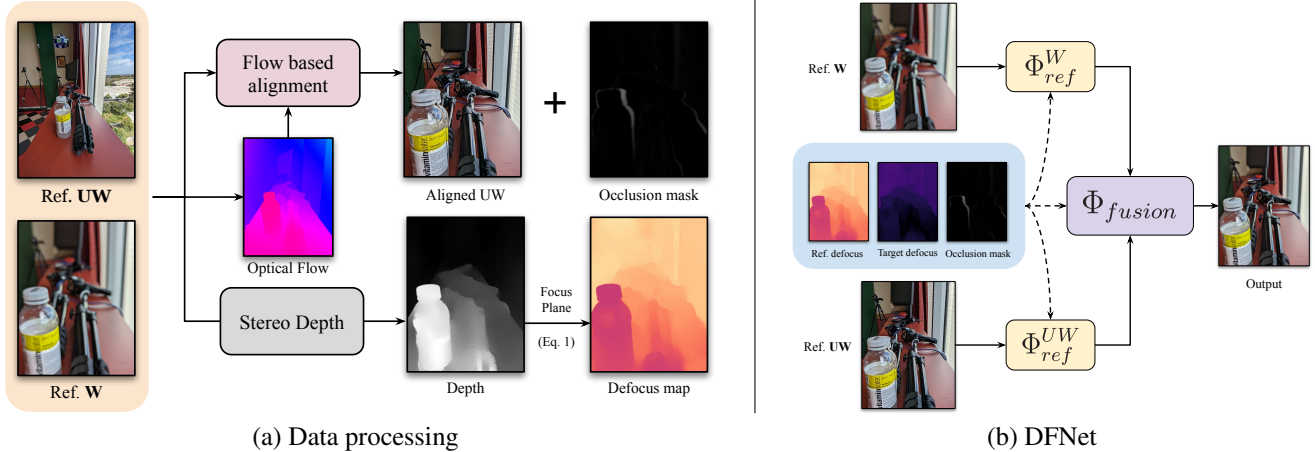 Ref. UW
Ref. W
Flow based
alignment
Optical Flow
Stereo Depth
Aligned UW
+
Occlusion mask
Depth
Focus
Plane
(Eq. 1)
Defocus map
(a) Data processing
Ref. W
Φ^W_ref
Ref. defocus
Target defocus
Occlusion mask
Φ_fusion
Output
Ref. UW
Φ^UW_ref
(b) DFNet